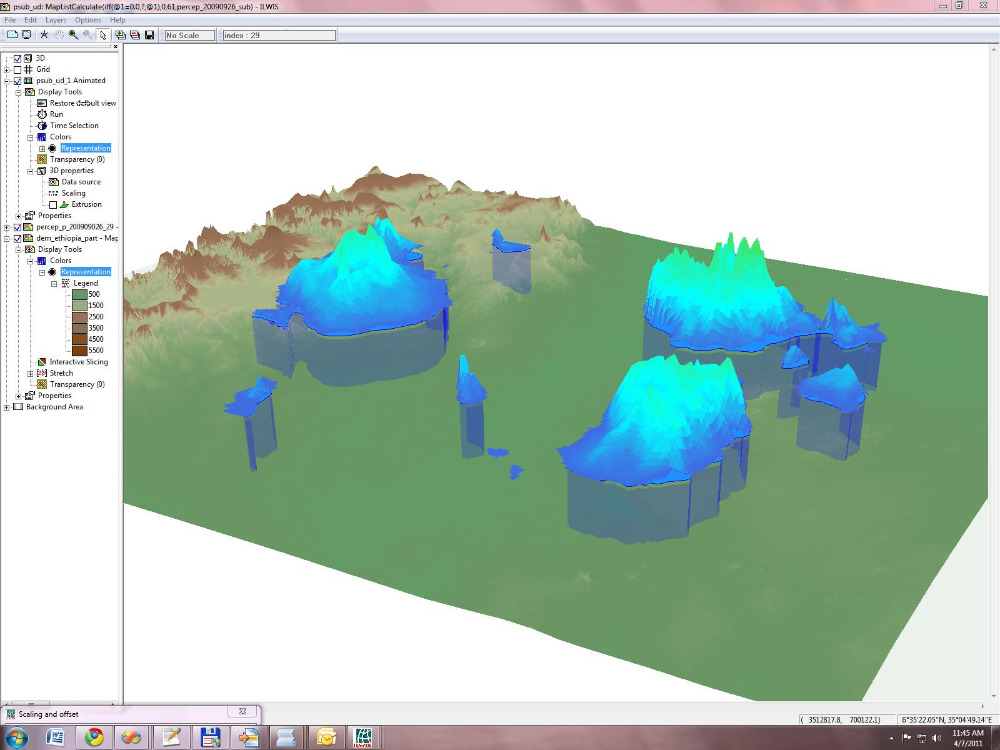 psub_ud: MapListCalculate(iff(@1=0.0,?,@1),0,61,percep_20090926_sub) - ILWIS
File Edit Layers Options Help
No Scale index : 29
3D
Grid
psub_ud_1 Animated
Display Tools
Restore view
Run
Time Selection
Colors
Representation
Transparency (0)
3D properties
Data source
Scaling
Extrusion
Properties
percep_p_200909026_29 -
dem_ethiopia_part - Map
Display Tools
Colors
Representation
Legend
500
1500
2500
3500
4500
5500
Interactive Slicing
Stretch
Transparency (0)
Properties
Background Area
Scaling and offset
( 3512817.8, 700122.1) 6°35'22.05"N, 35°04'49.14"E
ILWIS
11:45 AM
4/7/2011